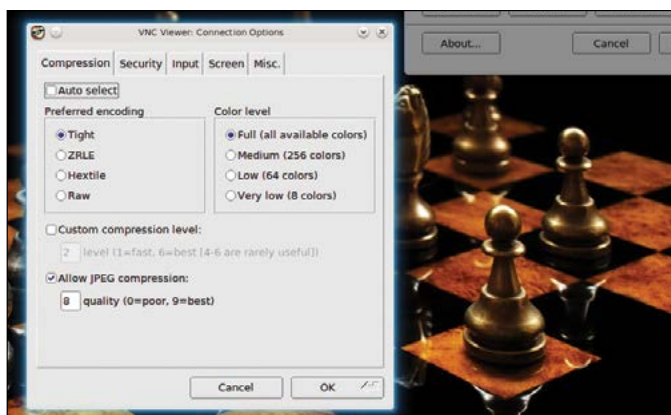 VNC Viewer: Connection Options
About...
Cancel
Compression Security Input Screen Misc.
Auto select
Preferred encoding
Tight
ZRLE
Hextile
Raw
Color level
Full (all available colors)
Medium (256 colors)
Low (64 colors)
Very low (8 colors)
Custom compression level:
2 level (1=fast, 6=best [4-6 are rarely useful])
Allow JPEG compression:
8 quality (0=poor, 9=best)
Cancel
OK